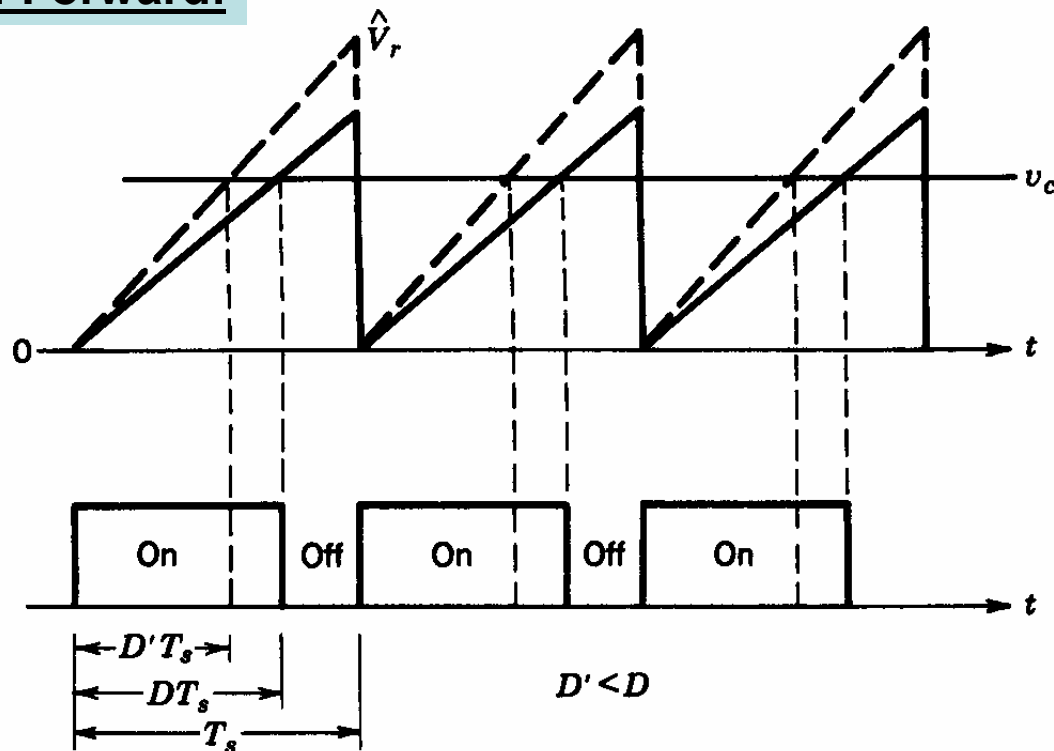 Forward:
V̂r
vc
0
t
On Off On Off On
t
D'Ts
DTs
D' < D
Ts